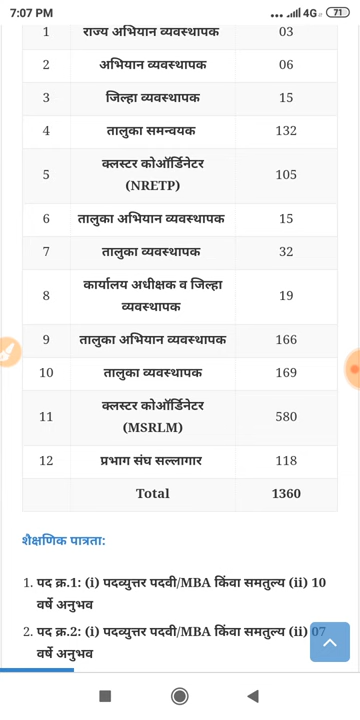 7:07 PM ... 4G 71
1 राज्य अभियान व्यवस्थापक 03
2 अभियान व्यवस्थापक 06
3 जिल्हा व्यवस्थापक 15
4 तालुका समन्वयक 132
क्लस्टर कोऑर्डिनेटर
5 105
(NRETP)
6 तालुका अभियान व्यवस्थापक 15
7 तालुका व्यवस्थापक 32
कार्यालय अधीक्षक व जिल्हा
8 19
व्यवस्थापक
9 तालुका अभियान व्यवस्थापक 166
10 तालुका व्यवस्थापक 169
क्लस्टर कोऑर्डिनेटर
11 580
(MSRLM)
12 प्रभाग संघ सल्लागार 118
Total 1360
शैक्षणिक पात्रता:
1. पद क्र.1: (i) पदव्युत्तर पदवी/MBA किंवा समतुल्य (ii) 10
वर्षे अनुभव
2. पद क्र.2: (i) पदव्युत्तर पदवी/MBA किंवा समतुल्य (ii) 07
वर्षे अनुभव